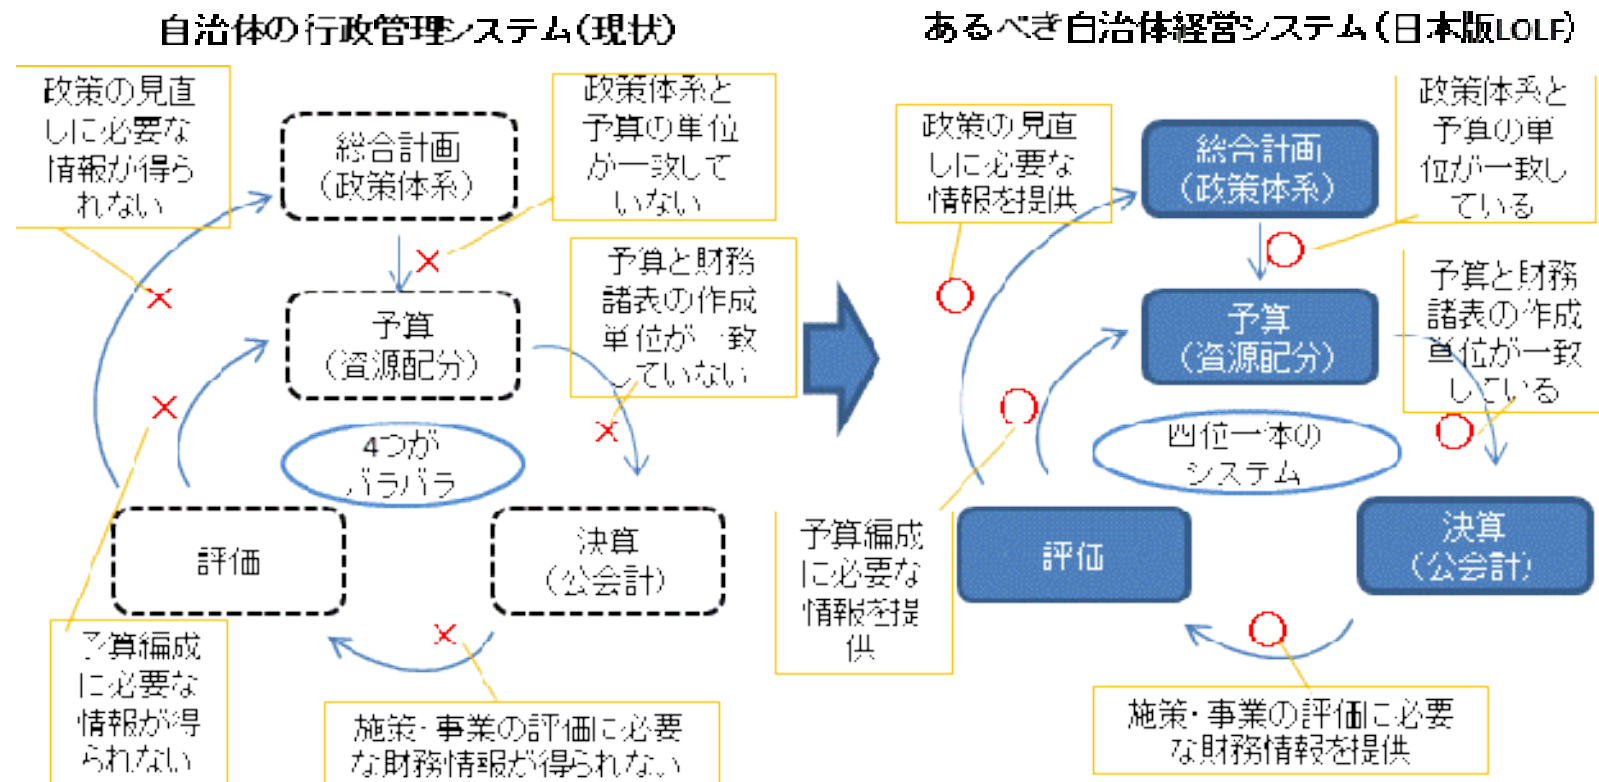 自治体の行政管理システム(現状)
政策の見直
しに必要な
情報が得ら
れない
総合計画
(政策体系)
政策体系と
予算の単位
が一致して
いない
予算
(資源配分)
予算と財務
諸表の作成
単位が一致
していない
4つが
バラバラ
評価
決算
(公会計)
予算編成
に必要な
情報が得
られない
施策・事業の評価に必要
な財務情報が得られない
あるべき自治体経営システム(日本版LOLF)
政策の見直
しに必要な
情報を提供
総合計画
(政策体系)
政策体系と
予算の単
位が一致し
ている
予算
(資源配分)
予算と財務
諸表の作成
単位が一致
している
四位一体の
システム
予算編成
に必要な
情報を提
供
評価
決算
(公会計)
施策・事業の評価に必要
な財務情報を提供